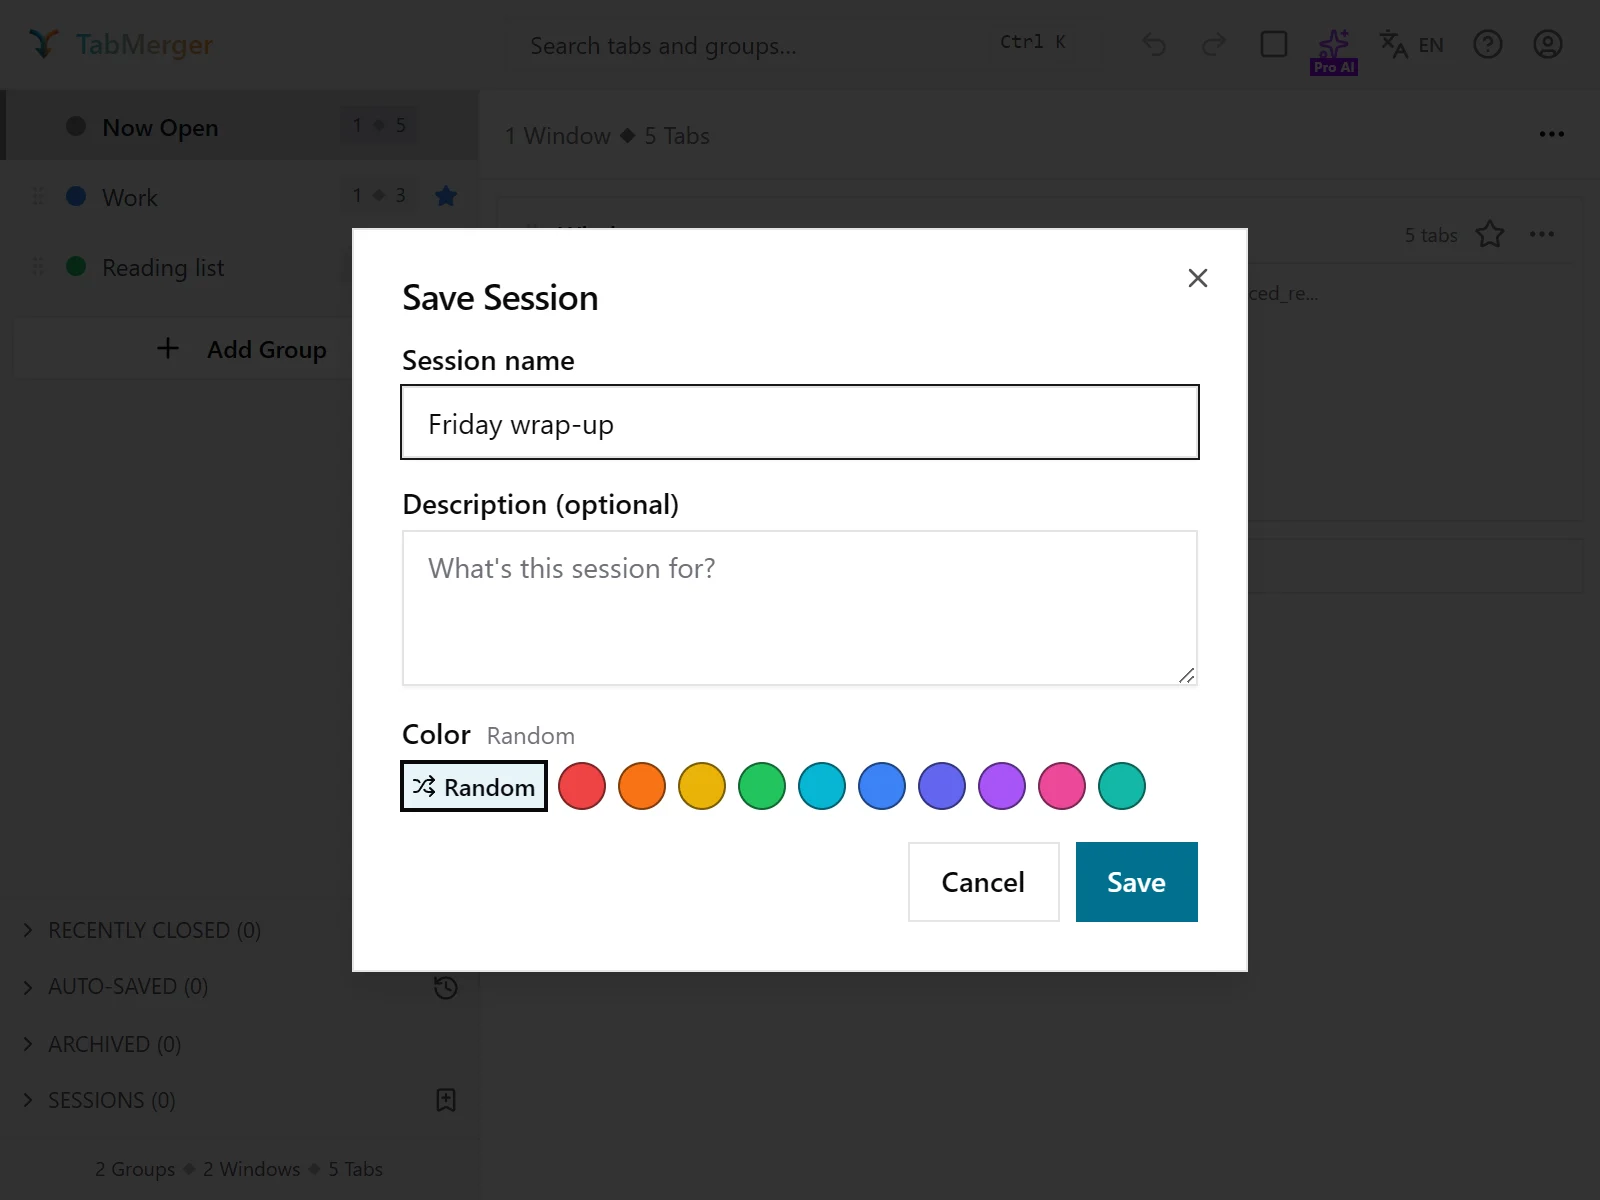 TabMerger
Search tabs and groups...
Ctrl K
Pro AI
EN
Now Open
1 ◆ 5
1 Window ◆ 5 Tabs
Work
1 ◆ 3
5 tabs
Reading list
ced_re...
Add Group
Save Session
Session name
Friday wrap-up
Description (optional)
What's this session for?
Color Random
Random
Cancel
Save
RECENTLY CLOSED (0)
AUTO-SAVED (0)
ARCHIVED (0)
SESSIONS (0)
2 Groups ◆ 2 Windows ◆ 5 Tabs